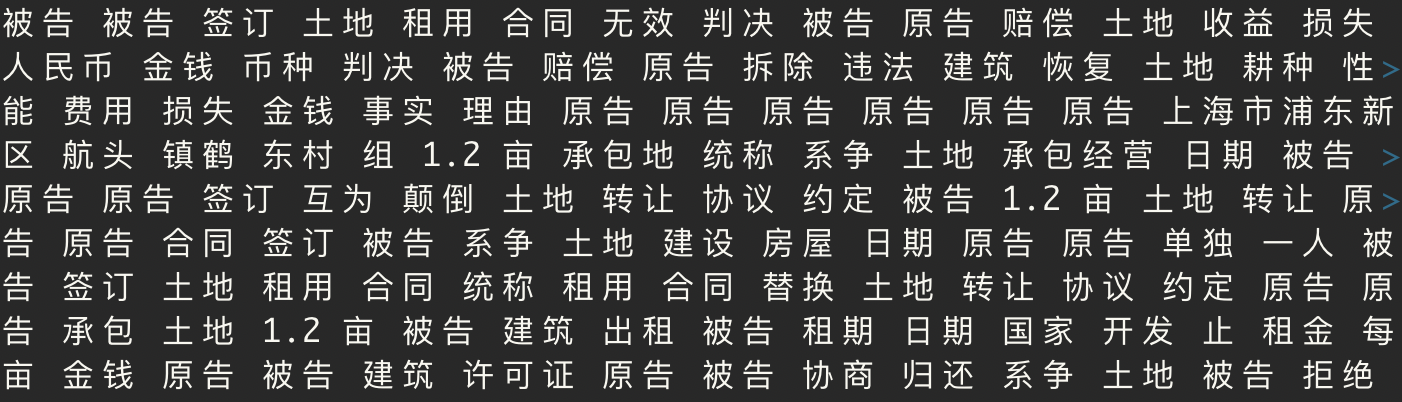 被告 被告 签订 土地 租用 合同 无效 判决 被告 原告 赔偿 土地 收益 损失
人民币 金钱 币种 判决 被告 赔偿 原告 拆除 违法 建筑 恢复 土地 耕种 性>
能 费用 损失 金钱 事实 理由 原告 原告 原告 原告 原告 原告 上海市浦东新
区 航头 镇鹤 东村 组 1.2 亩 承包地 统称 系争 土地 承包经营 日期 被告 >
原告 原告 签订 互为 颠倒 土地 转让 协议 约定 被告 1.2 亩 土地 转让 原>
告 原告 合同 签订 被告 系争 土地 建设 房屋 日期 原告 原告 单独 一人 被
告 签订 土地 租用 合同 统称 租用 合同 替换 土地 转让 协议 约定 原告 原
告 承包 土地 1.2 亩 被告 建筑 出租 被告 租期 日期 国家 开发 止 租金 每
亩 金钱 原告 被告 建筑 许可证 原告 被告 协商 归还 系争 土地 被告 拒绝